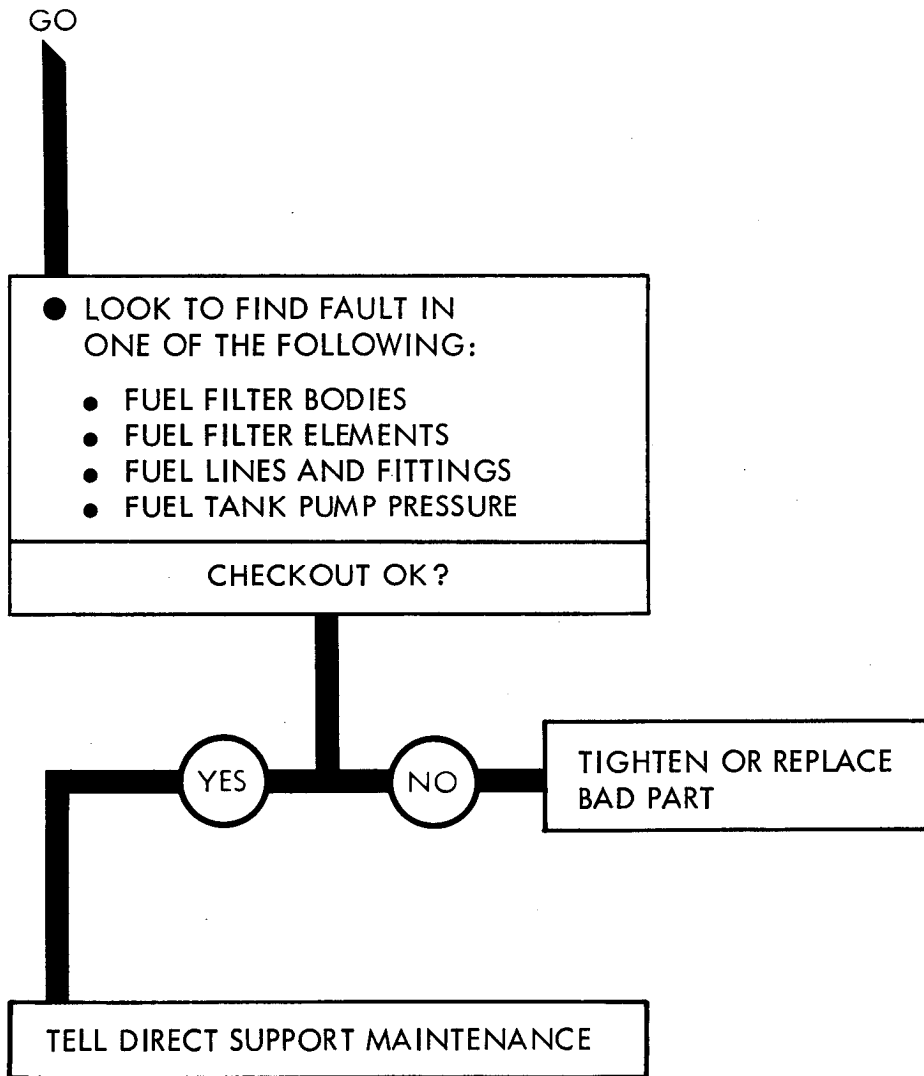 GO
● LOOK TO FIND FAULT IN
ONE OF THE FOLLOWING:
● FUEL FILTER BODIES
● FUEL FILTER ELEMENTS
● FUEL LINES AND FITTINGS
● FUEL TANK PUMP PRESSURE
CHECKOUT OK?
YES
NO
TIGHTEN OR REPLACE
BAD PART
TELL DIRECT SUPPORT MAINTENANCE